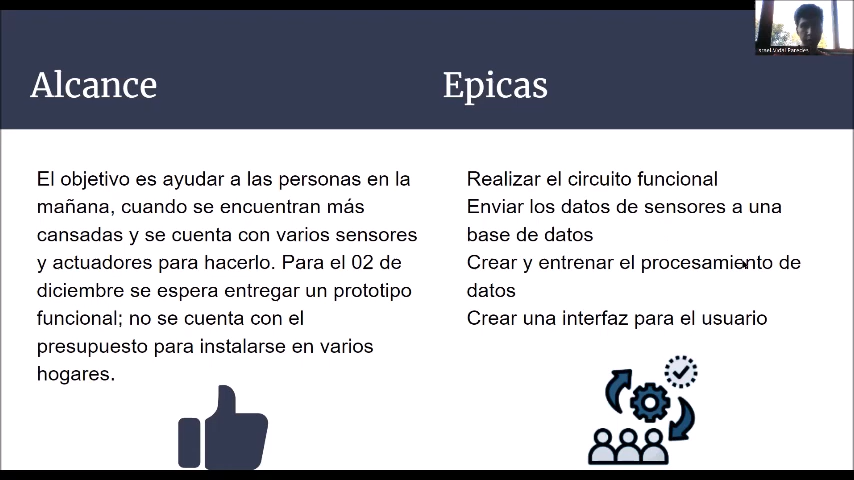 Alcance
El objetivo es ayudar a las personas en la
mañana, cuando se encuentran más
cansadas y se cuenta con varios sensores
y actuadores para hacerlo. Para el 02 de
diciembre se espera entregar un prototipo
funcional; no se cuenta con el
presupuesto para instalarse en varios
hogares.
Epicas
Realizar el circuito funcional
Enviar los datos de sensores a una
base de datos
Crear y entrenar el procesamiento de
datos
Crear una interfaz para el usuario
Vidal Paredes